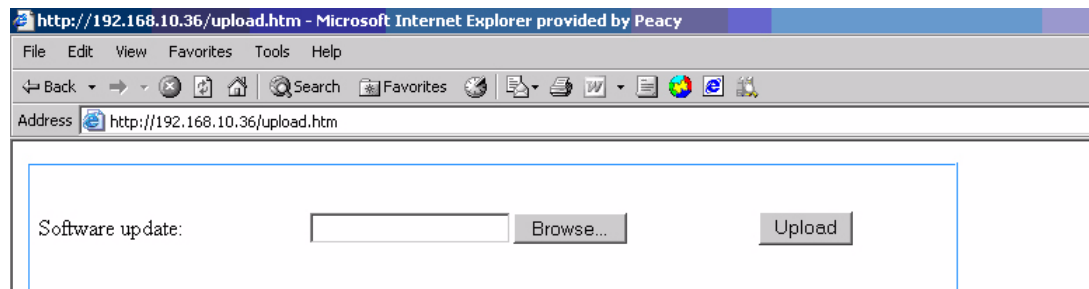 http://192.168.10.36/upload.htm - Microsoft Internet Explorer provided by Peacy
File Edit View Favorites Tools Help
Back Search Favorites
Address http://192.168.10.36/upload.htm
Software update: Browse... Upload